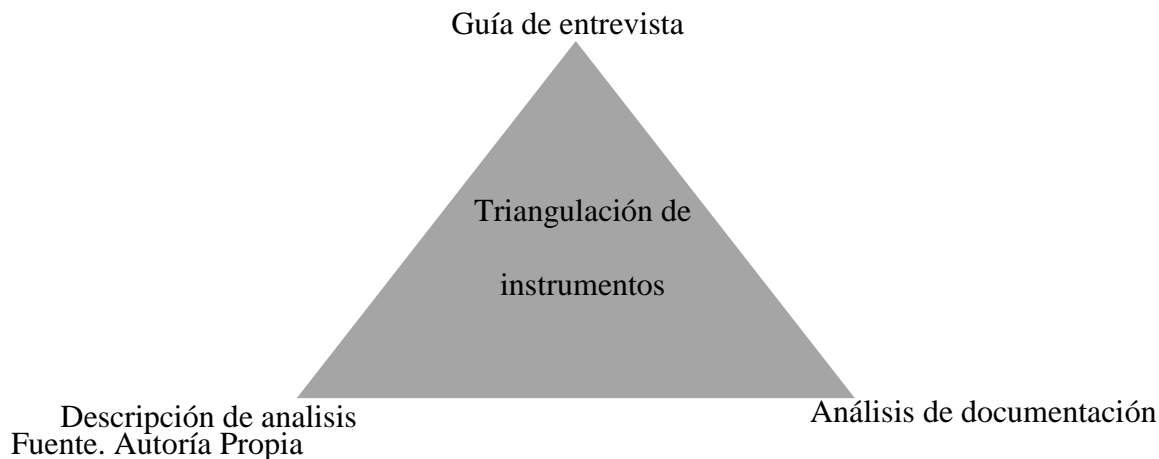 Guía de entrevista
Triangulación de
instrumentos
Descripción de analisis
Análisis de documentación
Fuente. Autoría Propia